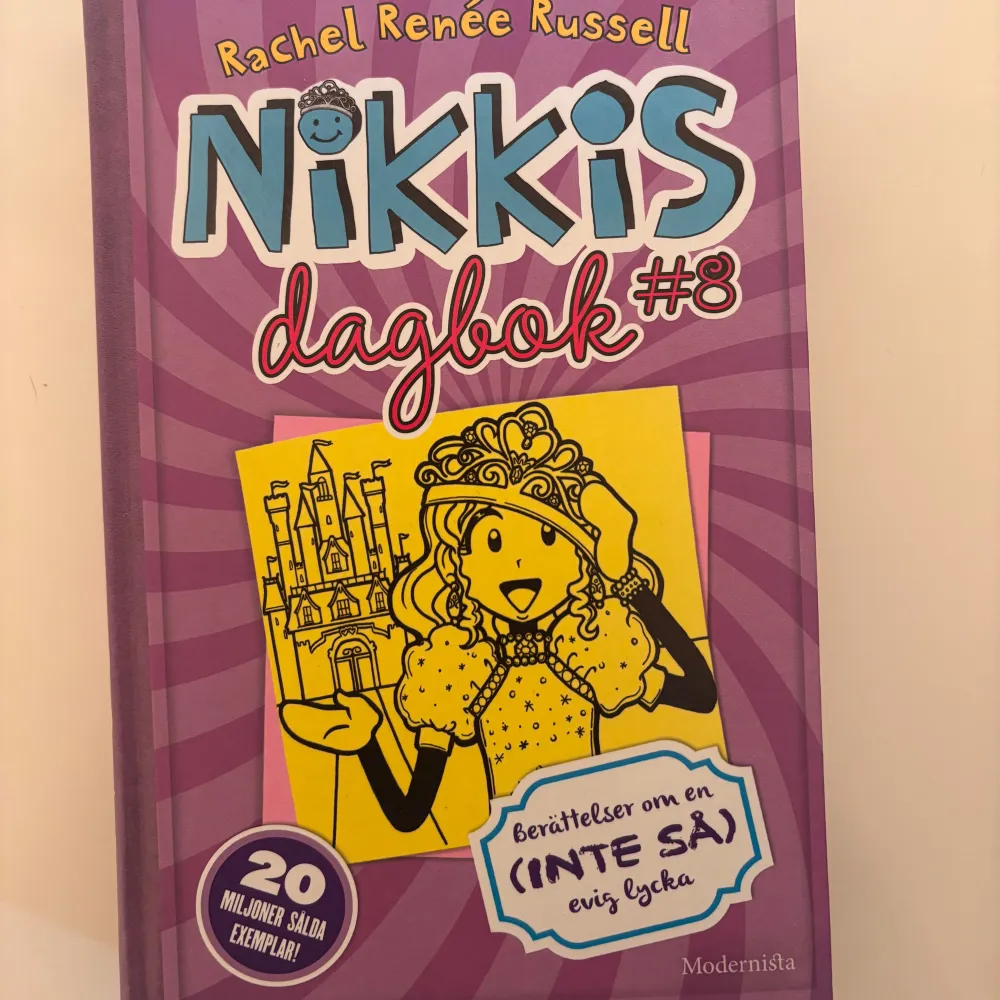 Rachel Renée Russell
NiKKiS
dagbok #8
Berättelser om en
(INTE SÅ)
evig lycka
20
MILJONER SÅLDA
EXEMPLAR!
Modernista